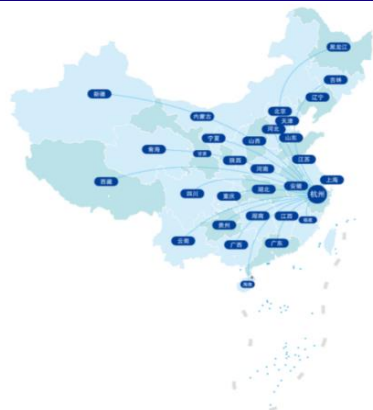 黑龙江
吉林
新疆
辽宁
北京
内蒙古
天津
河北
宁夏
山东
山西
青海
甘肃
陕西
江苏
河南
西藏
上海
安徽
湖北
四川
重庆
杭州
湖南
江西
福建
贵州
云南
广西
广东
海南